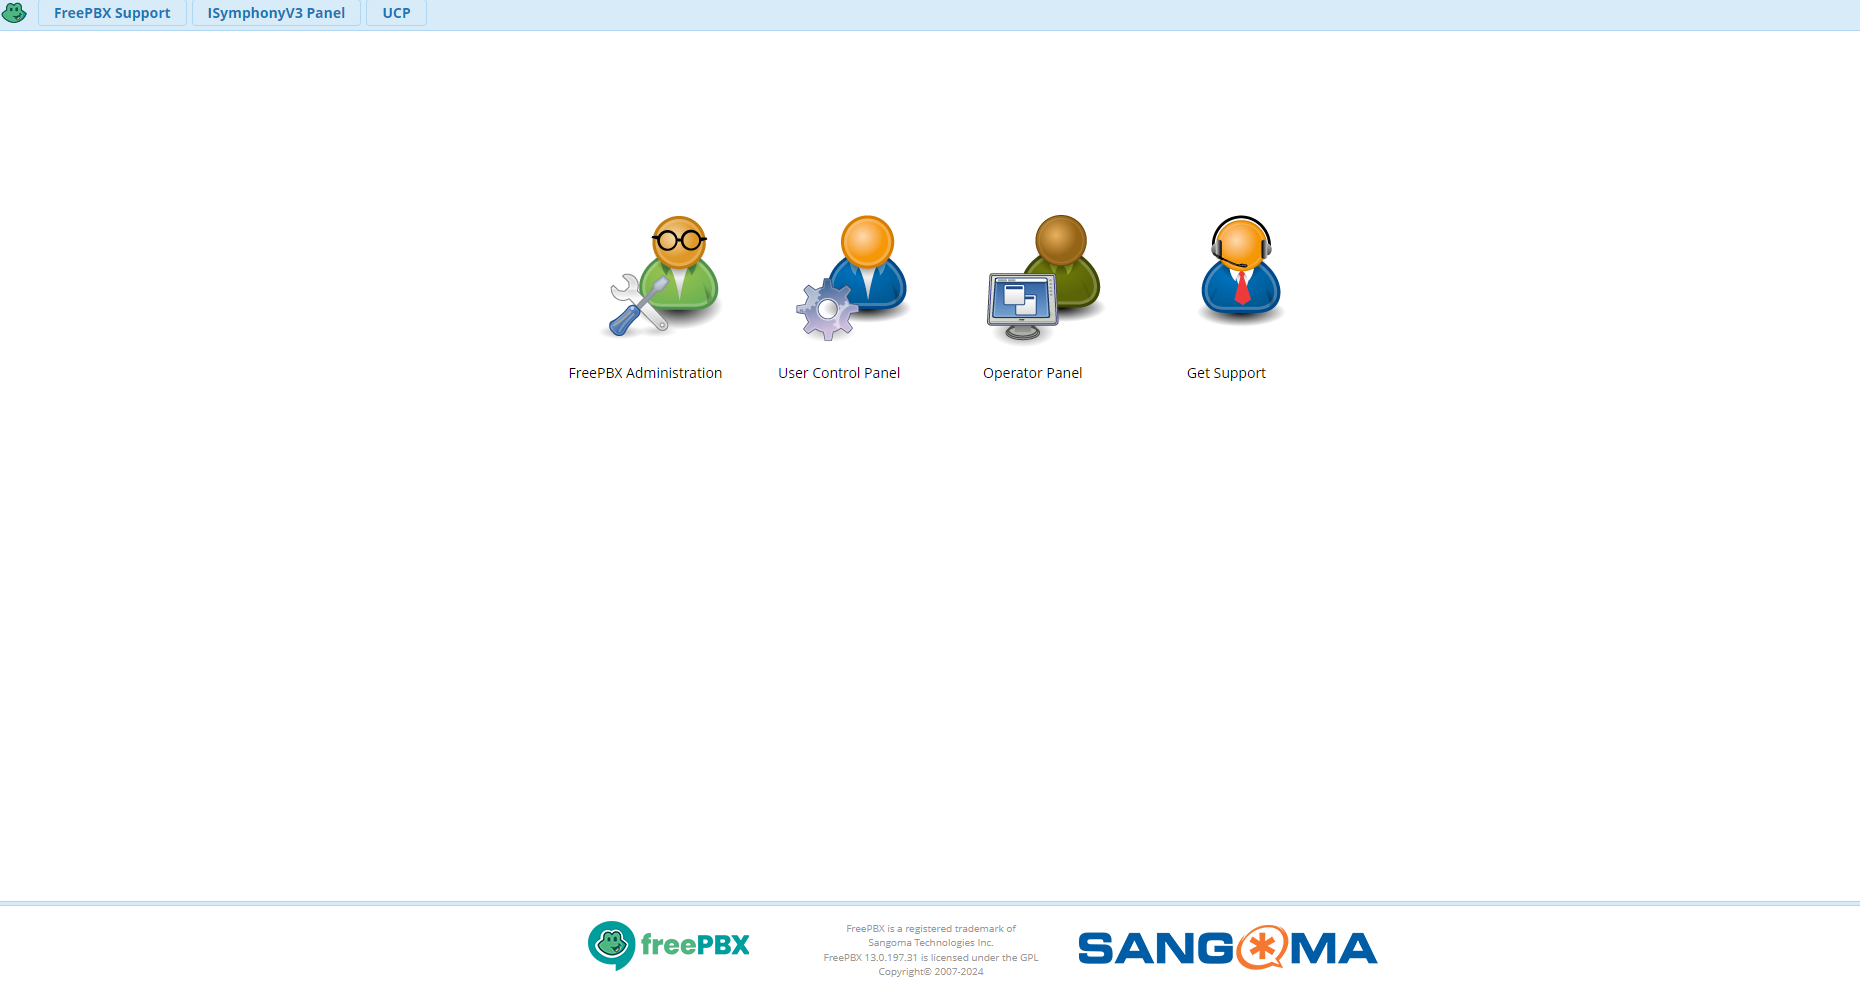 FreePBX Support
ISymphonyV3 Panel
UCP
FreePBX Administration
User Control Panel
Operator Panel
Get Support
freePBX
FreePBX is a registered trademark of
Sangoma Technologies Inc.
FreePBX 13.0.197.31 is licensed under the GPL
Copyright© 2007-2024
SANGOMA